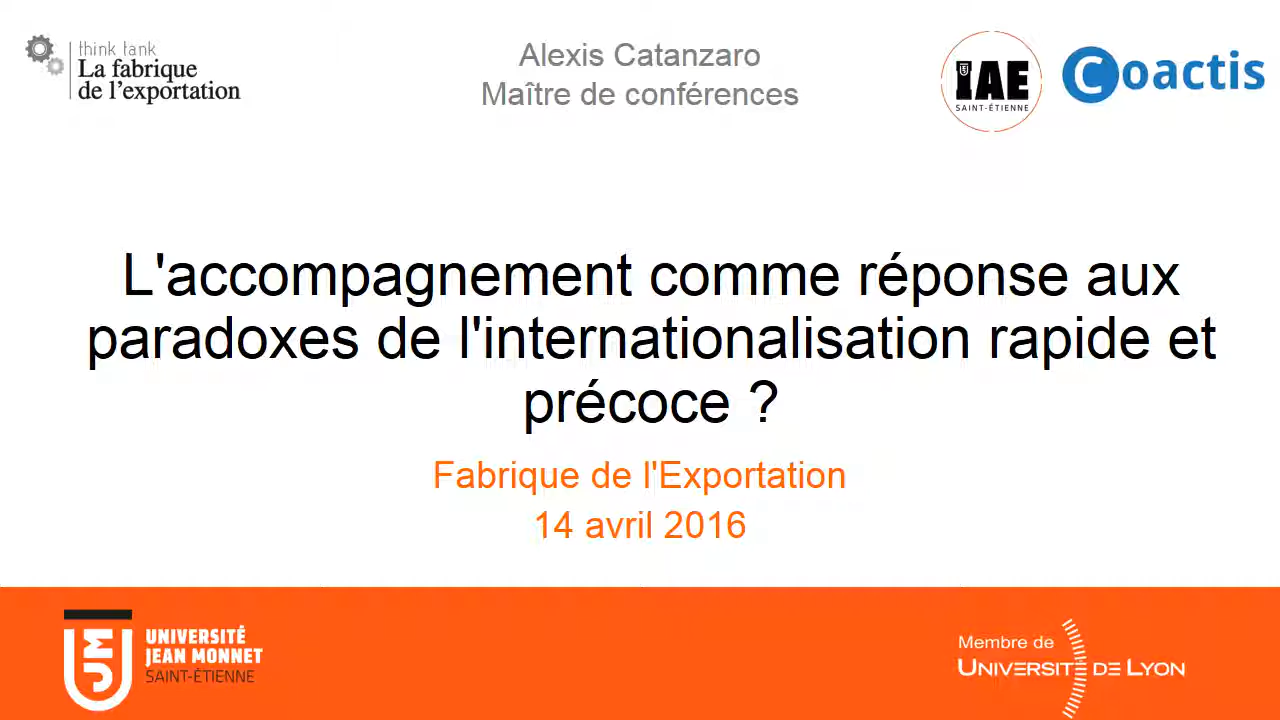 think tank
La fabrique
de l'exportation
Alexis Catanzaro
Maître de conférences
IAE
SAINT-ÉTIENNE
Coactis
L'accompagnement comme réponse aux
paradoxes de l'internationalisation rapide et
précoce ?
Fabrique de l'Exportation
14 avril 2016
UJM
UNIVERSITÉ
JEAN MONNET
SAINT-ÉTIENNE
Membre de
UNIVERSITÉ DE LYON